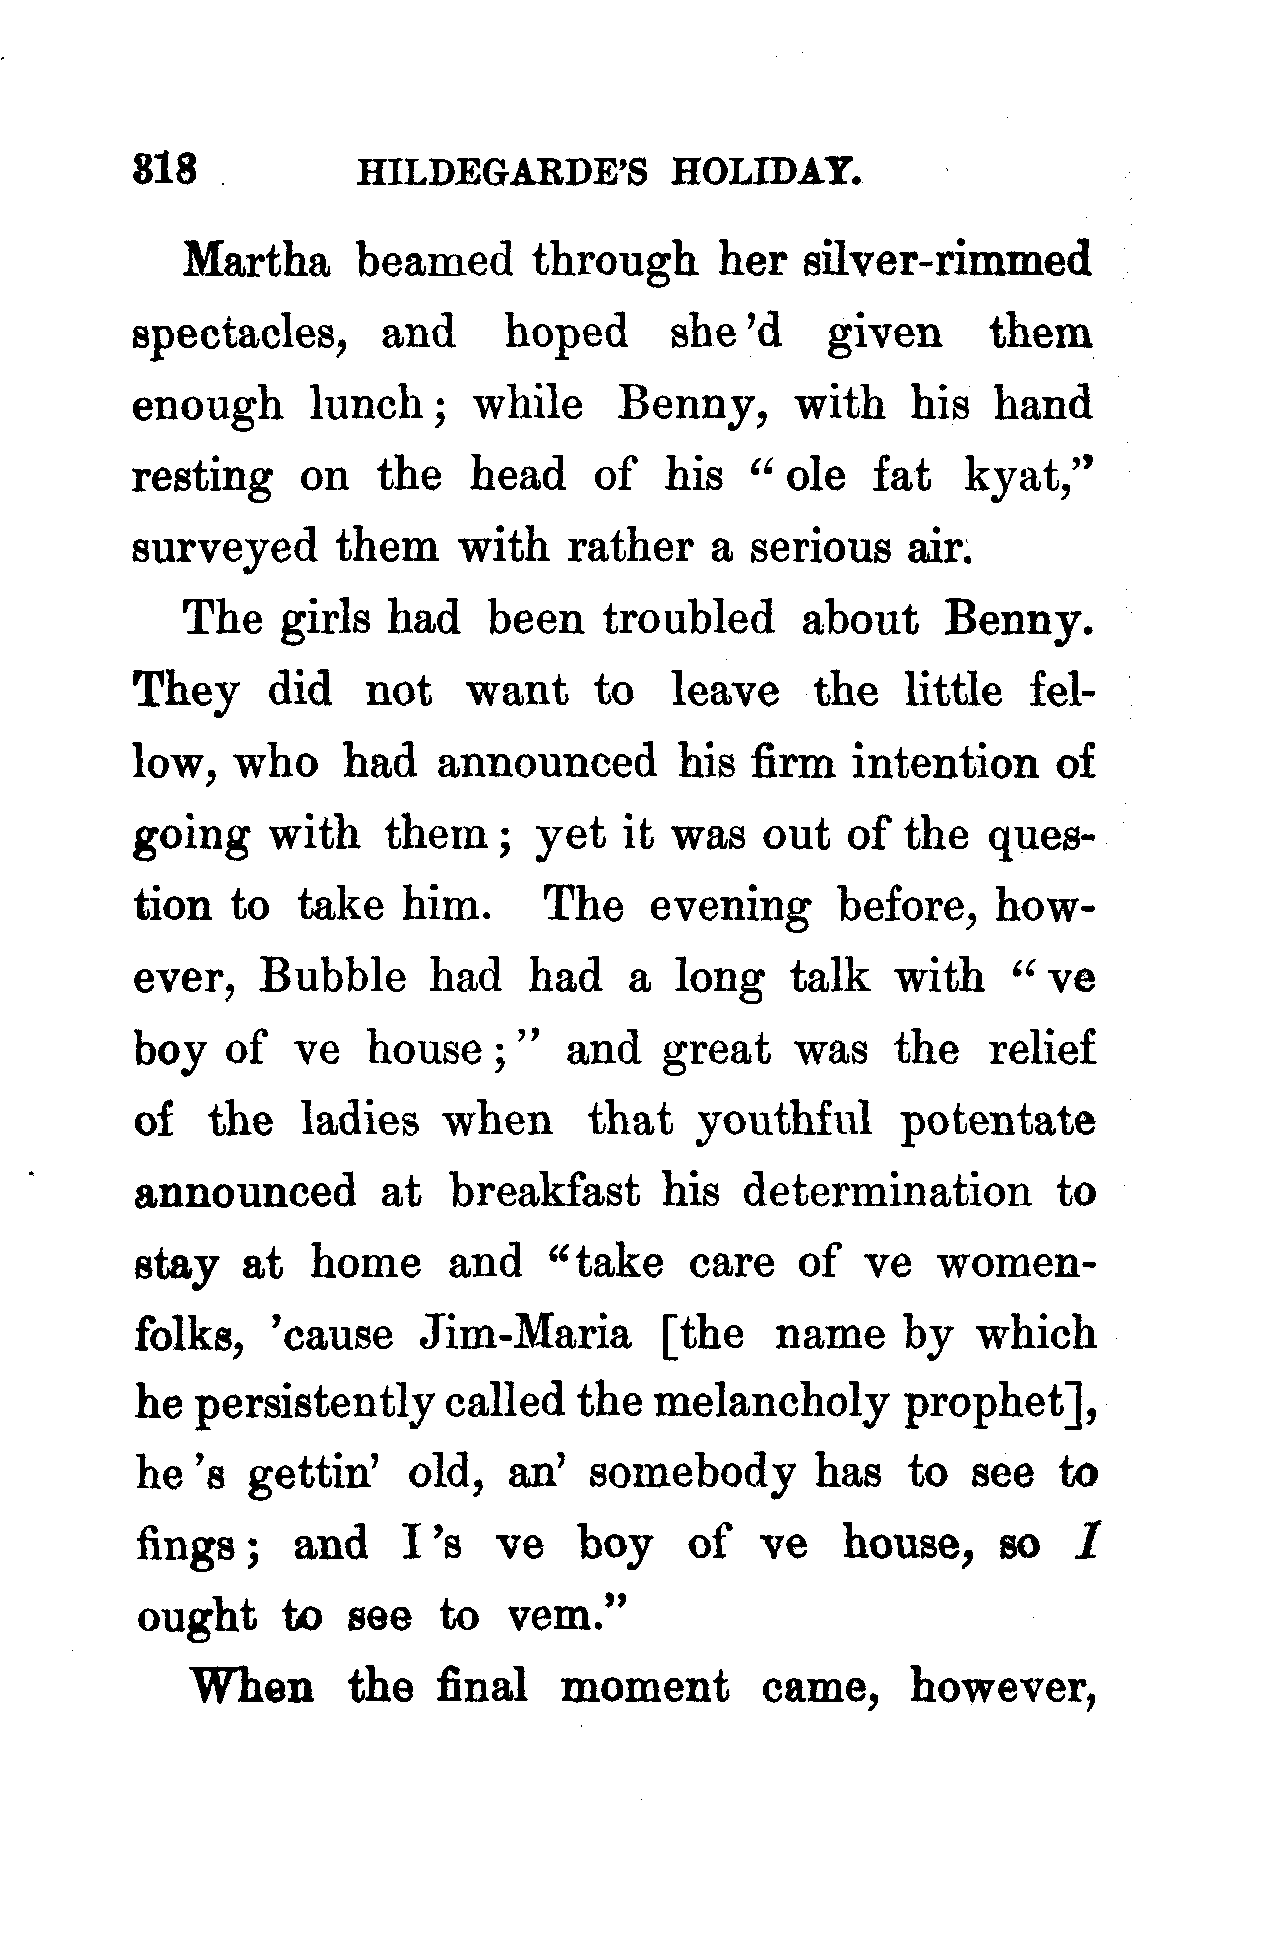 318 HILDEGARDE'S HOLIDAY.
Martha beamed through her silver-rimmed
spectacles, and hoped she 'd given them
enough lunch; while Benny, with his hand
resting on the head of his "ole fat kyat,"
surveyed them with rather a serious air.
The girls had been troubled about Benny.
They did not want to leave the little fel-
low, who had announced his firm intention of
going with them; yet it was out of the ques-
tion to take him. The evening before, how-
ever, Bubble had had a long talk with "ve
boy of ve house;" and great was the relief
of the ladies when that youthful potentate
announced at breakfast his determination to
stay at home and "take care of ve women-
folks, 'cause Jim-Maria [the name by which
he persistently called the melancholy prophet],
he 's gettin' old, an' somebody has to see to
fings; and I 's ve boy of ve house, so I
ought to see to vem."
When the final moment came, however,